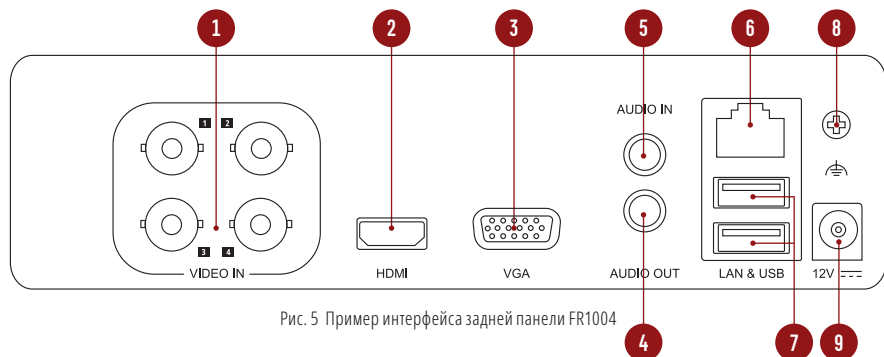 1 2 3 5 6 8
AUDIO IN
1 2
3 4
VIDEO IN HDMI VGA AUDIO OUT LAN & USB 12V
Рис. 5 Пример интерфейса задней панели FR1004
4 7 9